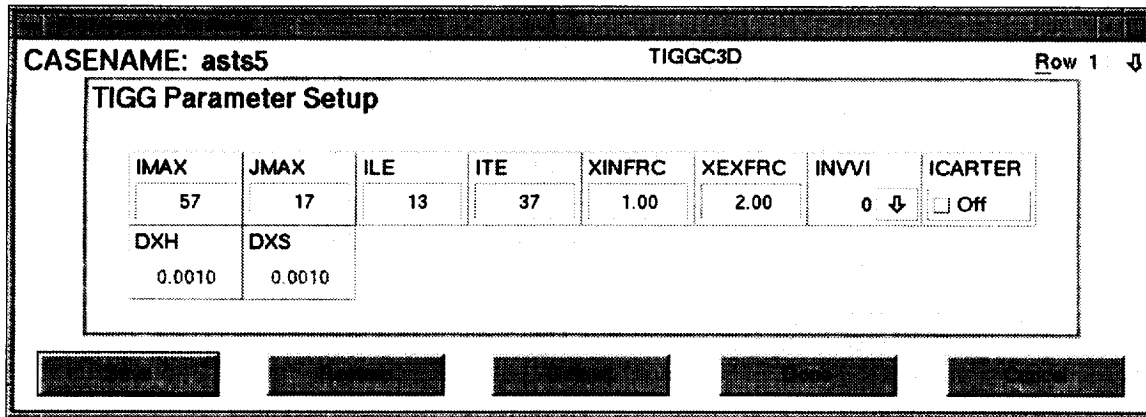 CASENAME: asts5 TIGGC3D Row 1
TIGG Parameter Setup
IMAX JMAX ILE ITE XINFRC XEXFRC INVVI ICARTER
57 17 13 37 1.00 2.00 0 Off
DXH DXS
0.0010 0.0010